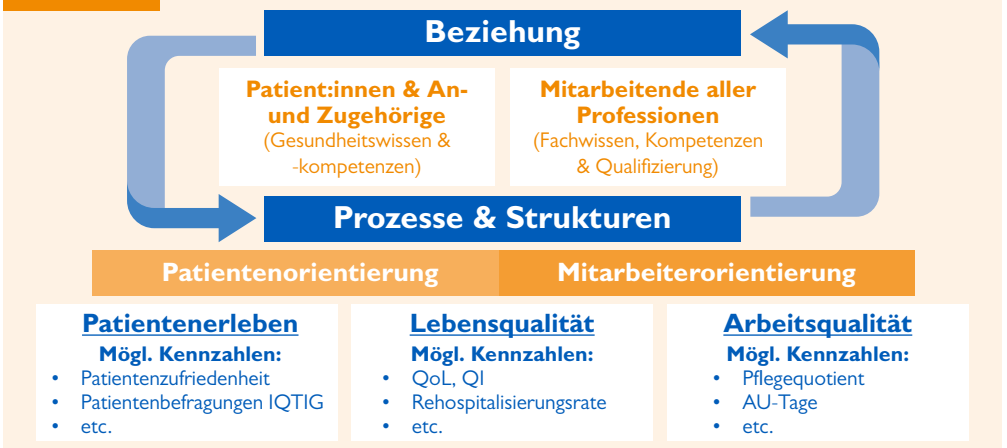 Beziehung
Patient:innen & An-
und Zugehörige
(Gesundheitswissen &
-kompetenzen)
Mitarbeitende aller
Professionen
(Fachwissen, Kompetenzen
& Qualifizierung)
Prozesse & Strukturen
Patientenorientierung
Mitarbeiterorientierung
Patientenerleben
Mögl. Kennzahlen:
• Patientenzufriedenheit
• Patientenbefragungen IQTIG
• etc.
Lebensqualität
Mögl. Kennzahlen:
• QoL, QI
• Rehospitalisierungsrate
• etc.
Arbeitsqualität
Mögl. Kennzahlen:
• Pflegequotient
• AU-Tage
• etc.